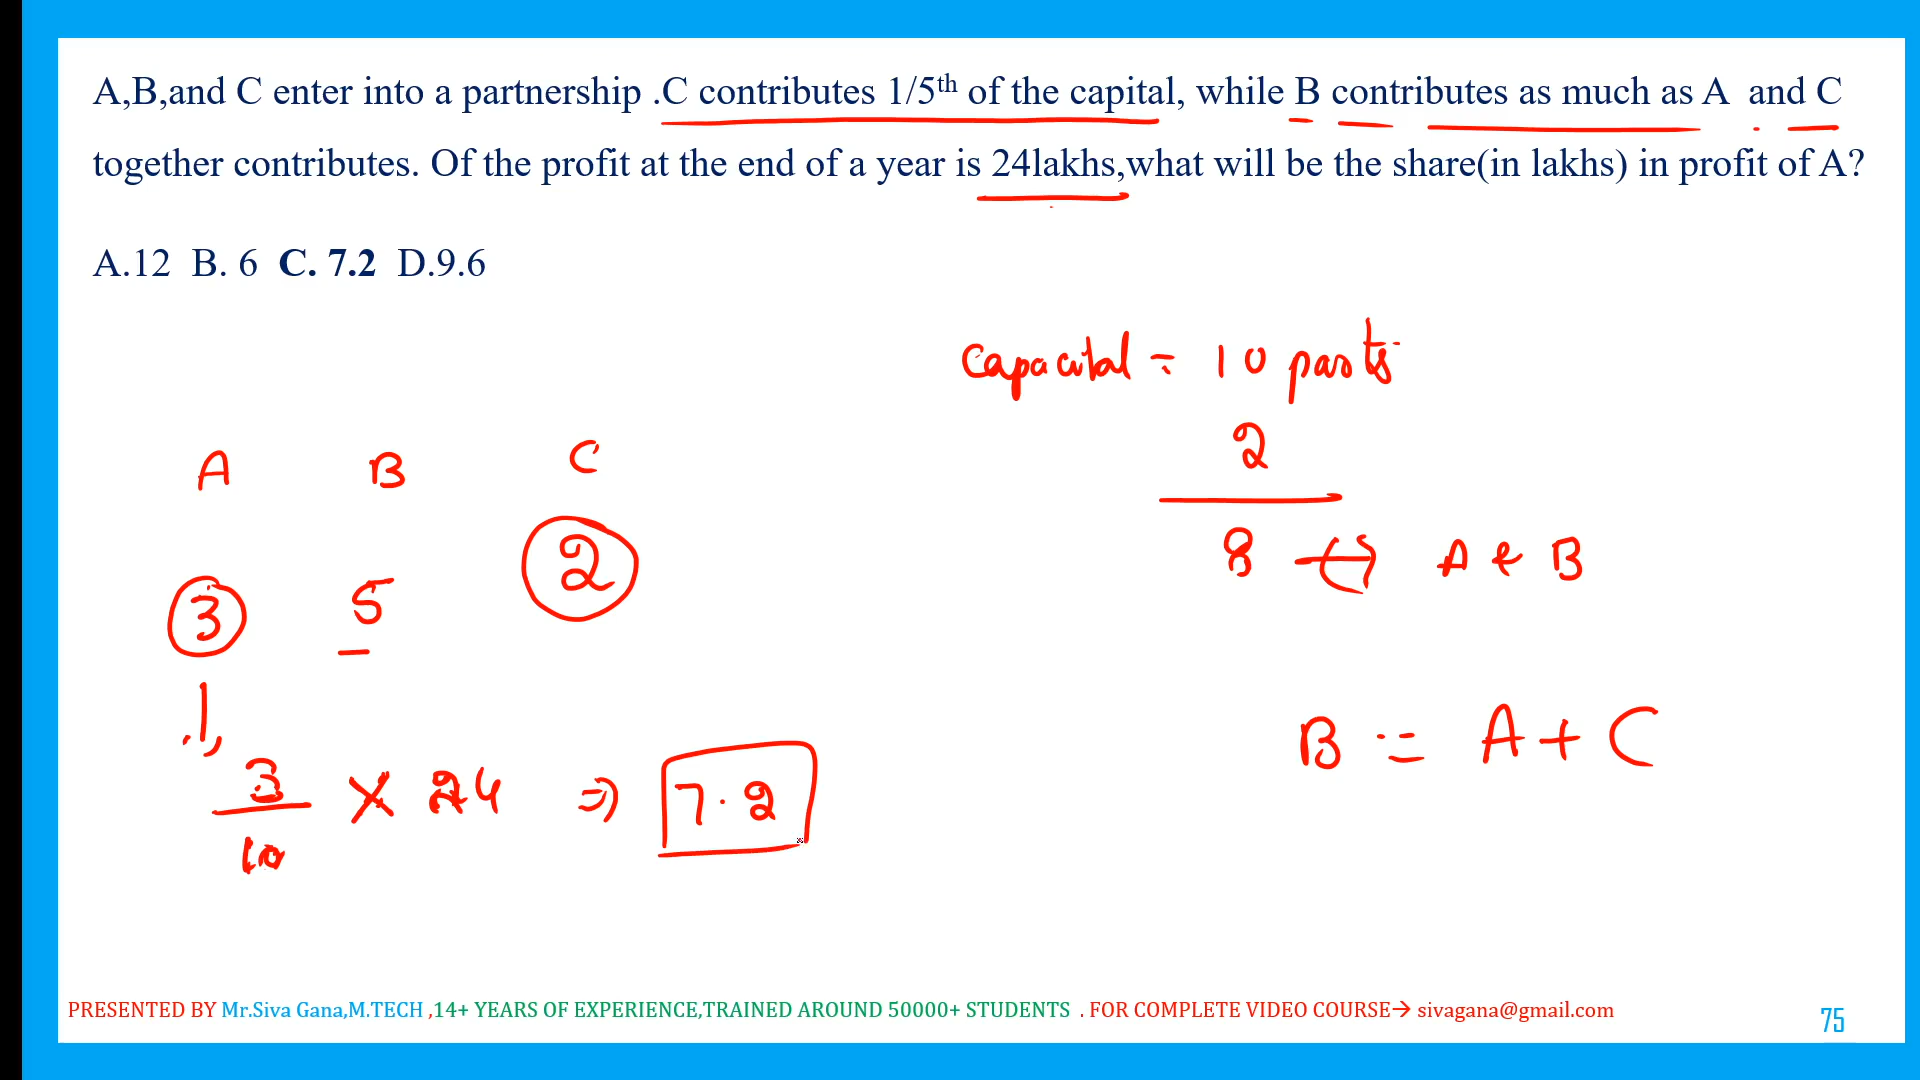 A,B,and C enter into a partnership .C contributes 1/5th of the capital, while B contributes as much as A and C
together contributes. Of the profit at the end of a year is 24lakhs,what will be the share(in lakhs) in profit of A?
A.12 B. 6 C. 7.2 D.9.6
capacital = 10 parts
2
8 A & B
A B C
3 5 2
B = A + C
3/10 × 24 ⇒ 7.2
PRESENTED BY Mr.Siva Gana,M.TECH ,14+ YEARS OF EXPERIENCE,TRAINED AROUND 50000+ STUDENTS . FOR COMPLETE VIDEO COURSE→ sivagana@gmail.com
75